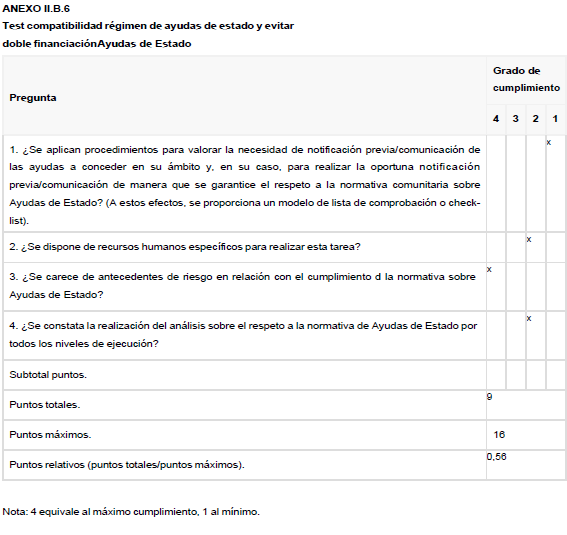 ANEXO II.B.6
Test compatibilidad régimen de ayudas de estado y evitar
doble financiaciónAyudas de Estado
Pregunta
Grado de
cumplimiento
4 3 2 1
1. ¿Se aplican procedimientos para valorar la necesidad de notificación previa/comunicación de
las ayudas a conceder en su ámbito y, en su caso, para realizar la oportuna notificación
previa/comunicación de manera que se garantice el respeto a la normativa comunitaria sobre
Ayudas de Estado? (A estos efectos, se proporciona un modelo de lista de comprobación o check-
list).
x
2. ¿Se dispone de recursos humanos específicos para realizar esta tarea?
x
3. ¿Se carece de antecedentes de riesgo en relación con el cumplimiento d la normativa sobre
Ayudas de Estado?
x
4. ¿Se constata la realización del análisis sobre el respeto a la normativa de Ayudas de Estado por
todos los niveles de ejecución?
x
Subtotal puntos.
Puntos totales.
9
Puntos máximos.
16
Puntos relativos (puntos totales/puntos máximos).
0,56
Nota: 4 equivale al máximo cumplimiento, 1 al mínimo.